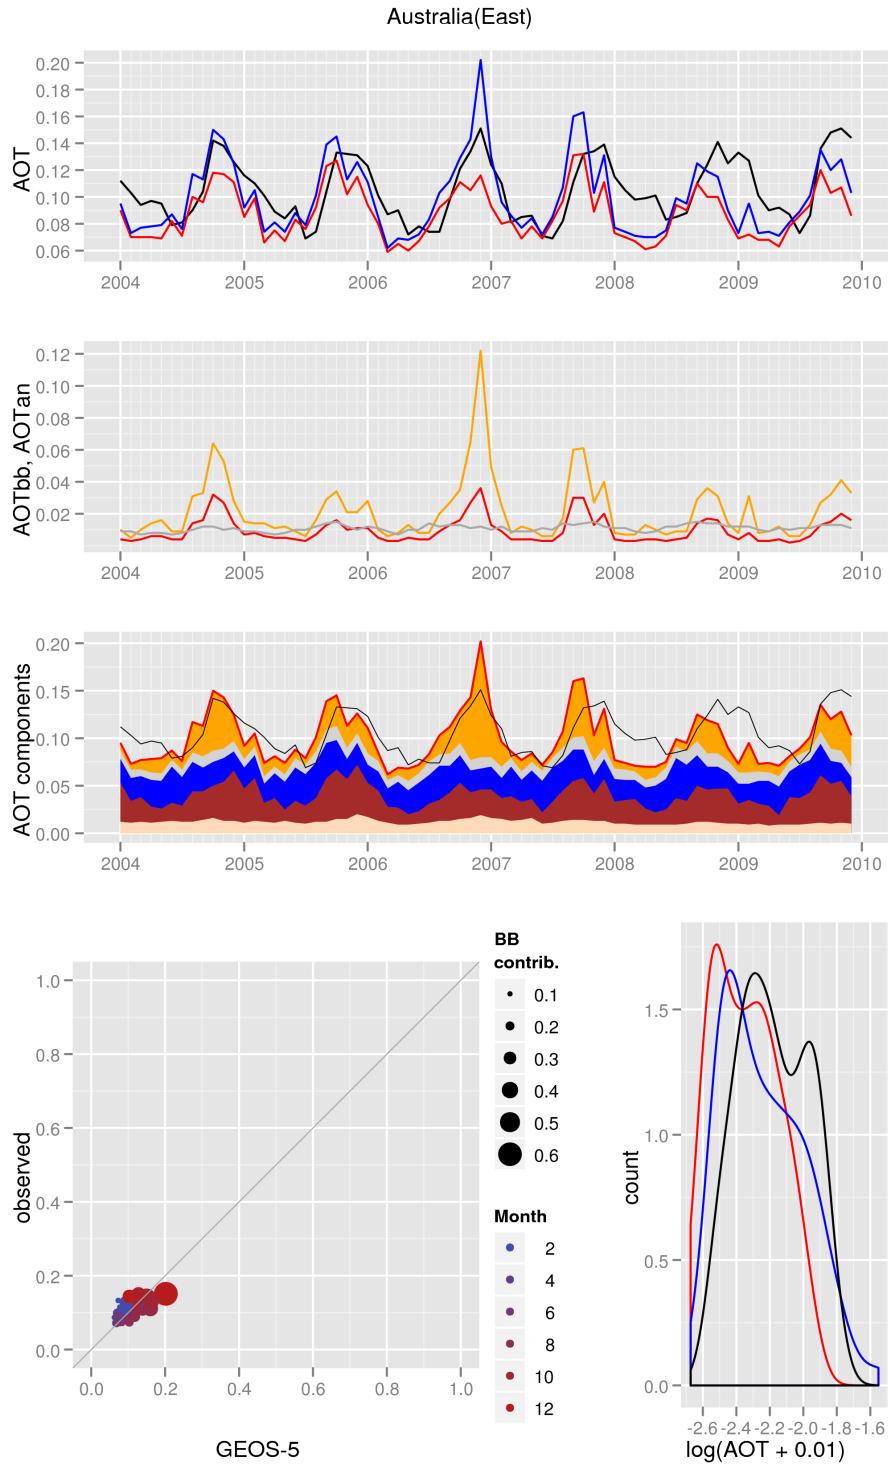 Australia(East)
AOT
0.20
0.18
0.16
0.14
0.12
0.10
0.08
0.06
2004 2005 2006 2007 2008 2009 2010
AOTbb, AOTan
0.12
0.10
0.08
0.06
0.04
0.02
2004 2005 2006 2007 2008 2009 2010
AOT components
0.20
0.15
0.10
0.05
0.00
2004 2005 2006 2007 2008 2009 2010
observed
1.0
0.8
0.6
0.4
0.2
0.0
0.0 0.2 0.4 0.6 0.8 1.0
GEOS-5
BB
contrib.
0.1
0.2
0.3
0.4
0.5
0.6
Month
2
4
6
8
10
12
count
1.5
1.0
0.5
0.0
-2.6 -2.4 -2.2 -2.0 -1.8 -1.6
log(AOT + 0.01)